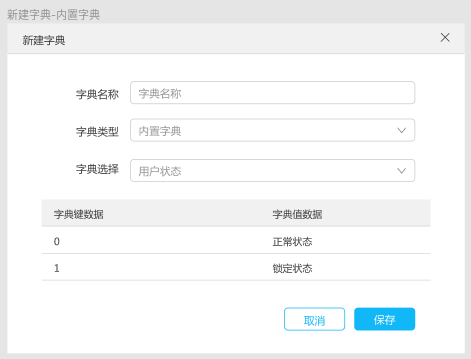 新建字典-内置字典
新建字典
字典名称 字典名称
字典类型 内置字典
字典选择 用户状态
字典键数据 字典值数据
0 正常状态
1 锁定状态
取消 保存